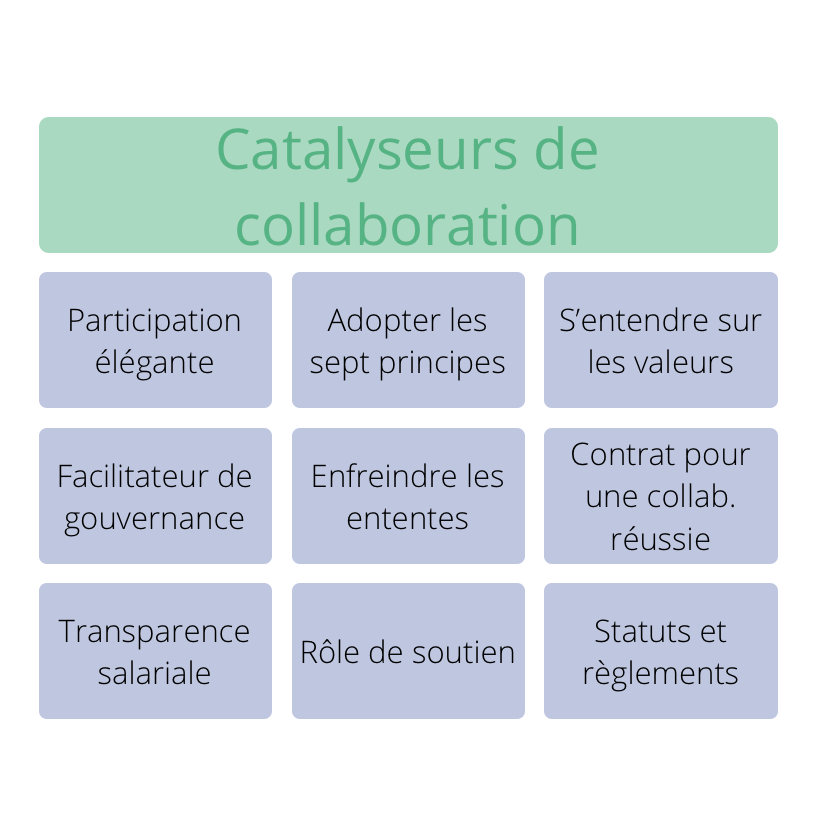 Catalyseurs de
collaboration
Participation
élégante
Adopter les
sept principes
S’entendre sur
les valeurs
Facilitateur de
gouvernance
Enfreindre les
ententes
Contrat pour
une collab.
réussie
Transparence
salariale
Rôle de soutien
Statuts et
règlements